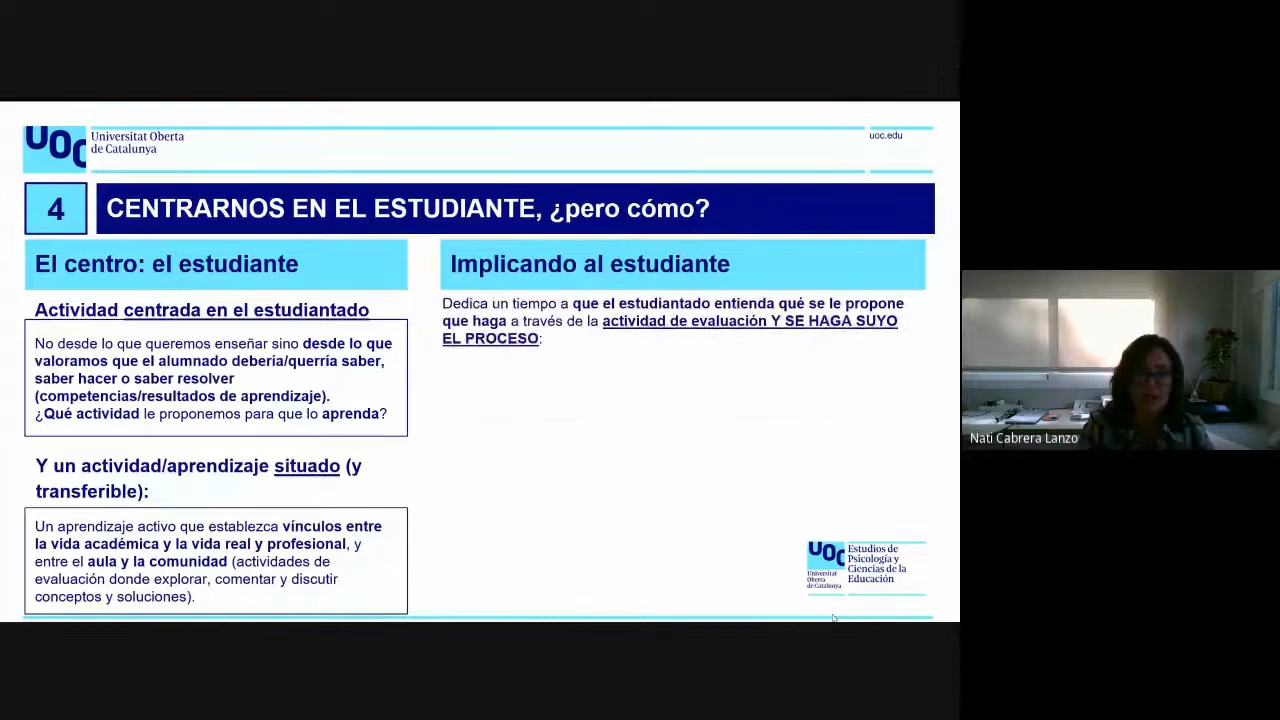 UOC
Universitat Oberta
de Catalunya
uoc.edu
4
CENTRARNOS EN EL ESTUDIANTE, ¿pero cómo?
El centro: el estudiante
Actividad centrada en el estudiantado
No desde lo que queremos enseñar sino desde lo que
valoramos que el alumnado debería/querría saber,
saber hacer o saber resolver
(competencias/resultados de aprendizaje).
¿Qué actividad le proponemos para que lo aprenda?
Y un actividad/aprendizaje situado (y
transferible):
Un aprendizaje activo que establezca vínculos entre
la vida académica y la vida real y profesional, y
entre el aula y la comunidad (actividades de
evaluación donde explorar, comentar y discutir
conceptos y soluciones).
Implicando al estudiante
Dedica un tiempo a que el estudiantado entienda qué se le propone
que haga a través de la actividad de evaluación Y SE HAGA SUYO
EL PROCESO:
UOC
Universitat
Oberta
de Catalunya
Estudios de
Psicología y
Ciencias de la
Educación
Nati Cabrera Lanzo